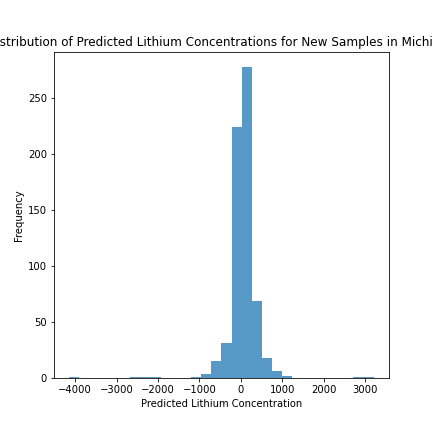 stribution of Predicted Lithium Concentrations for New Samples in Michi
Frequency
250
200
150
100
50
0
−4000 −3000 −2000 −1000 0 1000 2000 3000
Predicted Lithium Concentration